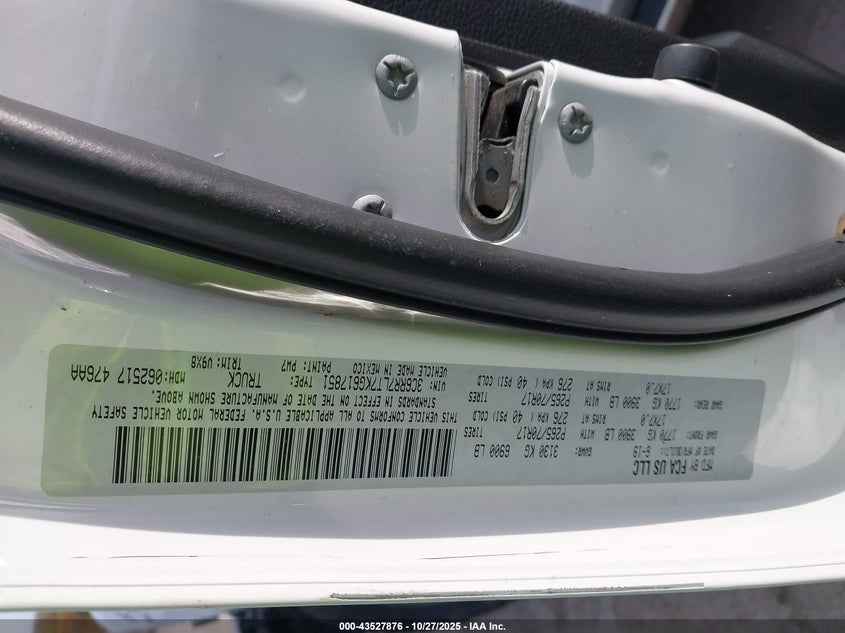 MFD BY FCA US LLC
DATE OF MFR/BUILT: 6-19 GVWR: 3130 KG 6900 LB
GAWR FRONT: 1770 KG 3900 LB WITH P265/70R17 TIRES
17X7.0 RIMS AT 276 KPA ( 40 PSI) COLD
GAWR REAR: 1770 KG 3900 LB WITH P265/70R17 TIRES
17X7.0 RIMS AT 276 KPA ( 40 PSI) COLD
THIS VEHICLE CONFORMS TO ALL APPLICABLE U.S.A. FEDERAL MOTOR VEHICLE SAFETY
STANDARDS IN EFFECT ON THE DATE OF MANUFACTURE SHOWN ABOVE.
VIN: 3C6RR7LT7KG617851 TYPE: TRUCK MDH: 062517 476AA
VEHICLE MADE IN MEXICO PAINT: PW7 TRIM: V9X8
000-43527876 | 10/27/2025 | IAA Inc.